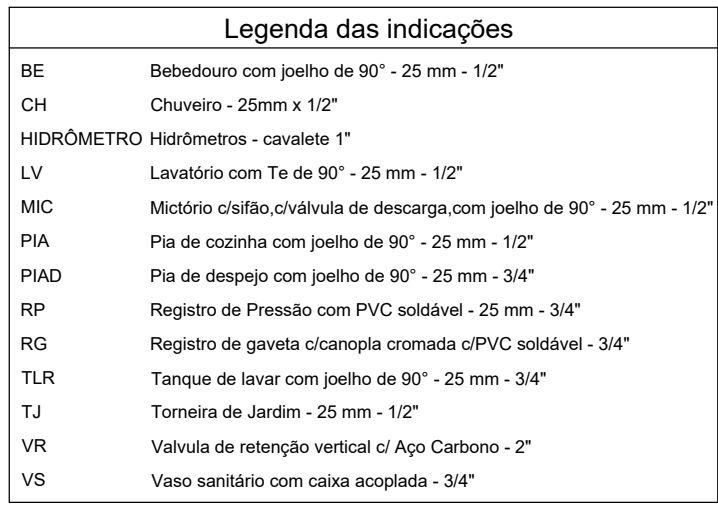 Legenda das indicações
BE Bebedouro com joelho de 90° - 25 mm - 1/2"
CH Chuveiro - 25mm x 1/2"
HIDRÔMETRO Hidrômetros - cavalete 1"
LV Lavatório com Te de 90° - 25 mm - 1/2"
MIC Mictório c/sifão,c/válvula de descarga,com joelho de 90° - 25 mm - 1/2"
PIA Pia de cozinha com joelho de 90° - 25 mm - 1/2"
PIAD Pia de despejo com joelho de 90° - 25 mm - 3/4"
RP Registro de Pressão com PVC soldável - 25 mm - 3/4"
RG Registro de gaveta c/canopla cromada c/PVC soldável - 3/4"
TLR Tanque de lavar com joelho de 90° - 25 mm - 3/4"
TJ Torneira de Jardim - 25 mm - 1/2"
VR Valvula de retenção vertical c/ Aço Carbono - 2"
VS Vaso sanitário com caixa acoplada - 3/4"